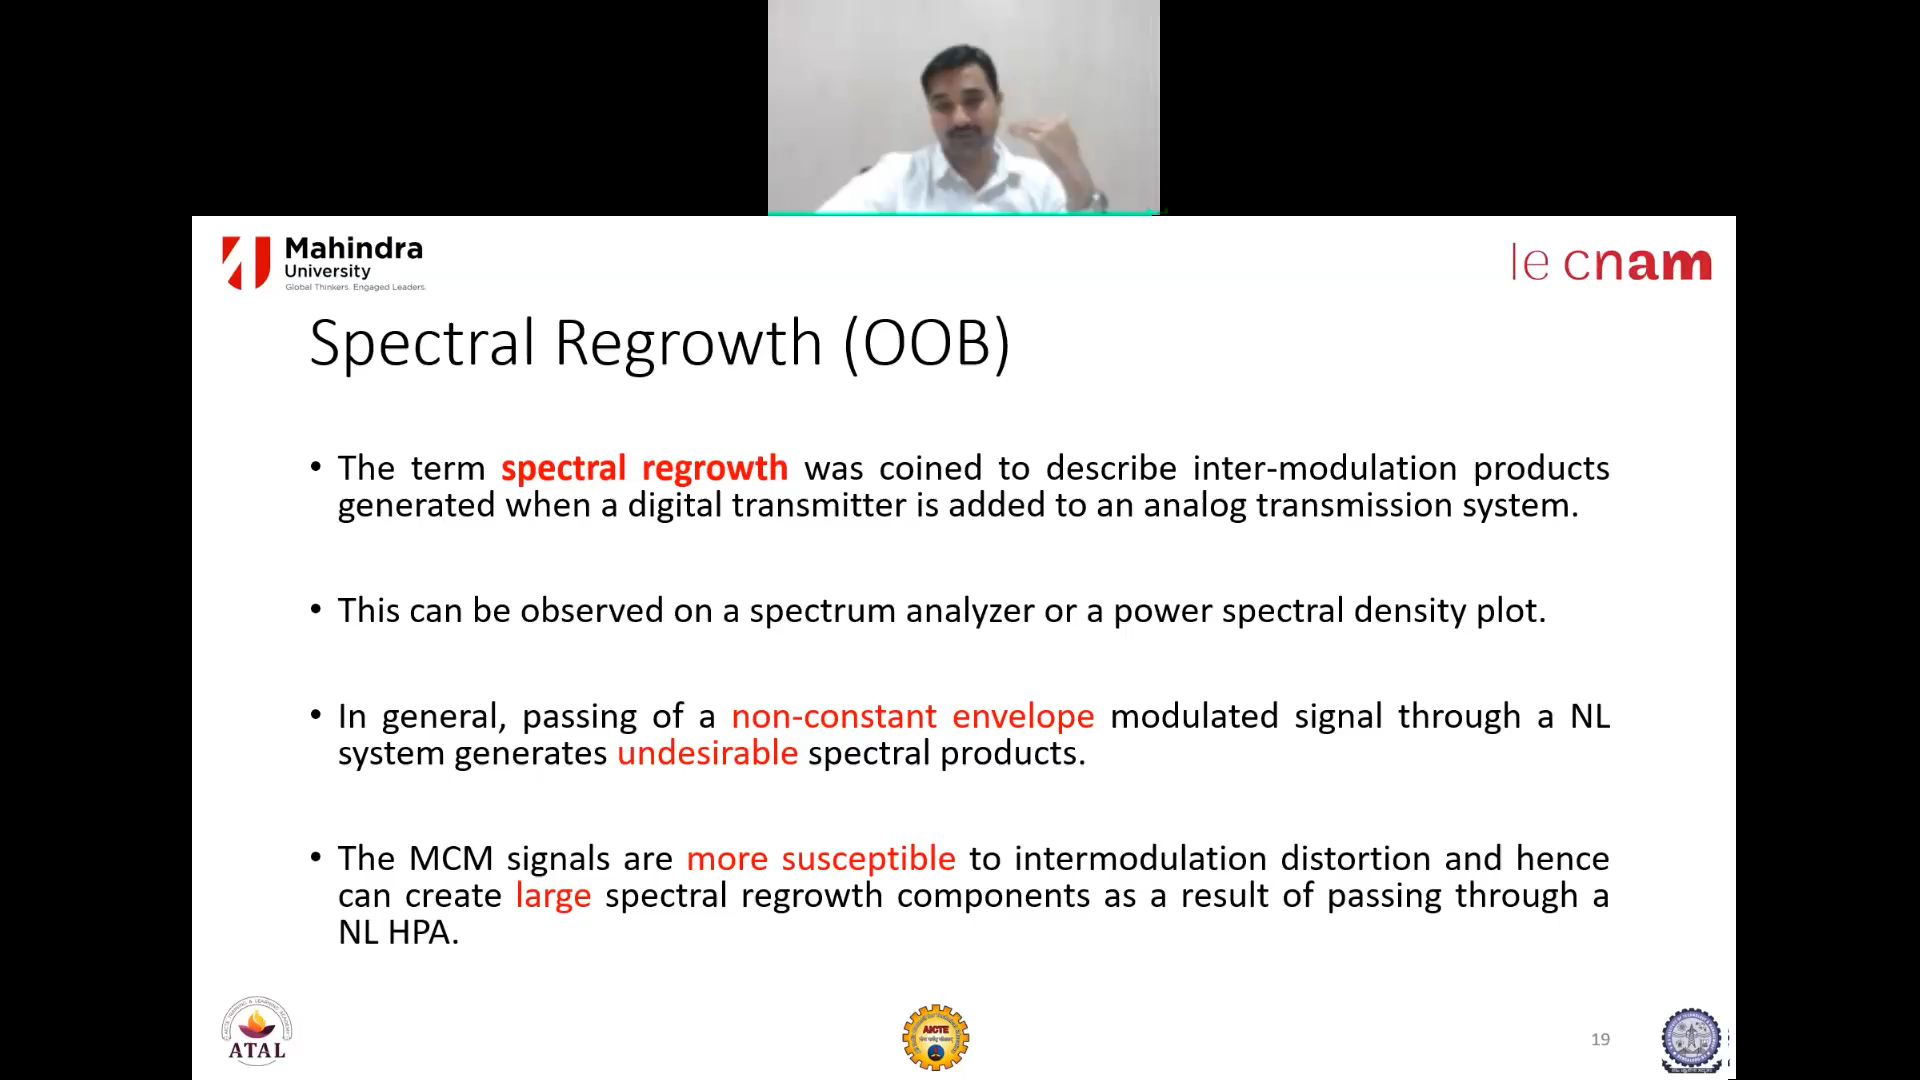 Mahindra
University
Global Thinkers. Engaged Leaders.
le cnam
Spectral Regrowth (OOB)
• The term spectral regrowth was coined to describe inter-modulation products
generated when a digital transmitter is added to an analog transmission system.
• This can be observed on a spectrum analyzer or a power spectral density plot.
• In general, passing of a non-constant envelope modulated signal through a NL
system generates undesirable spectral products.
• The MCM signals are more susceptible to intermodulation distortion and hence
can create large spectral regrowth components as a result of passing through a
NL HPA.
ATAL
AICTE
19